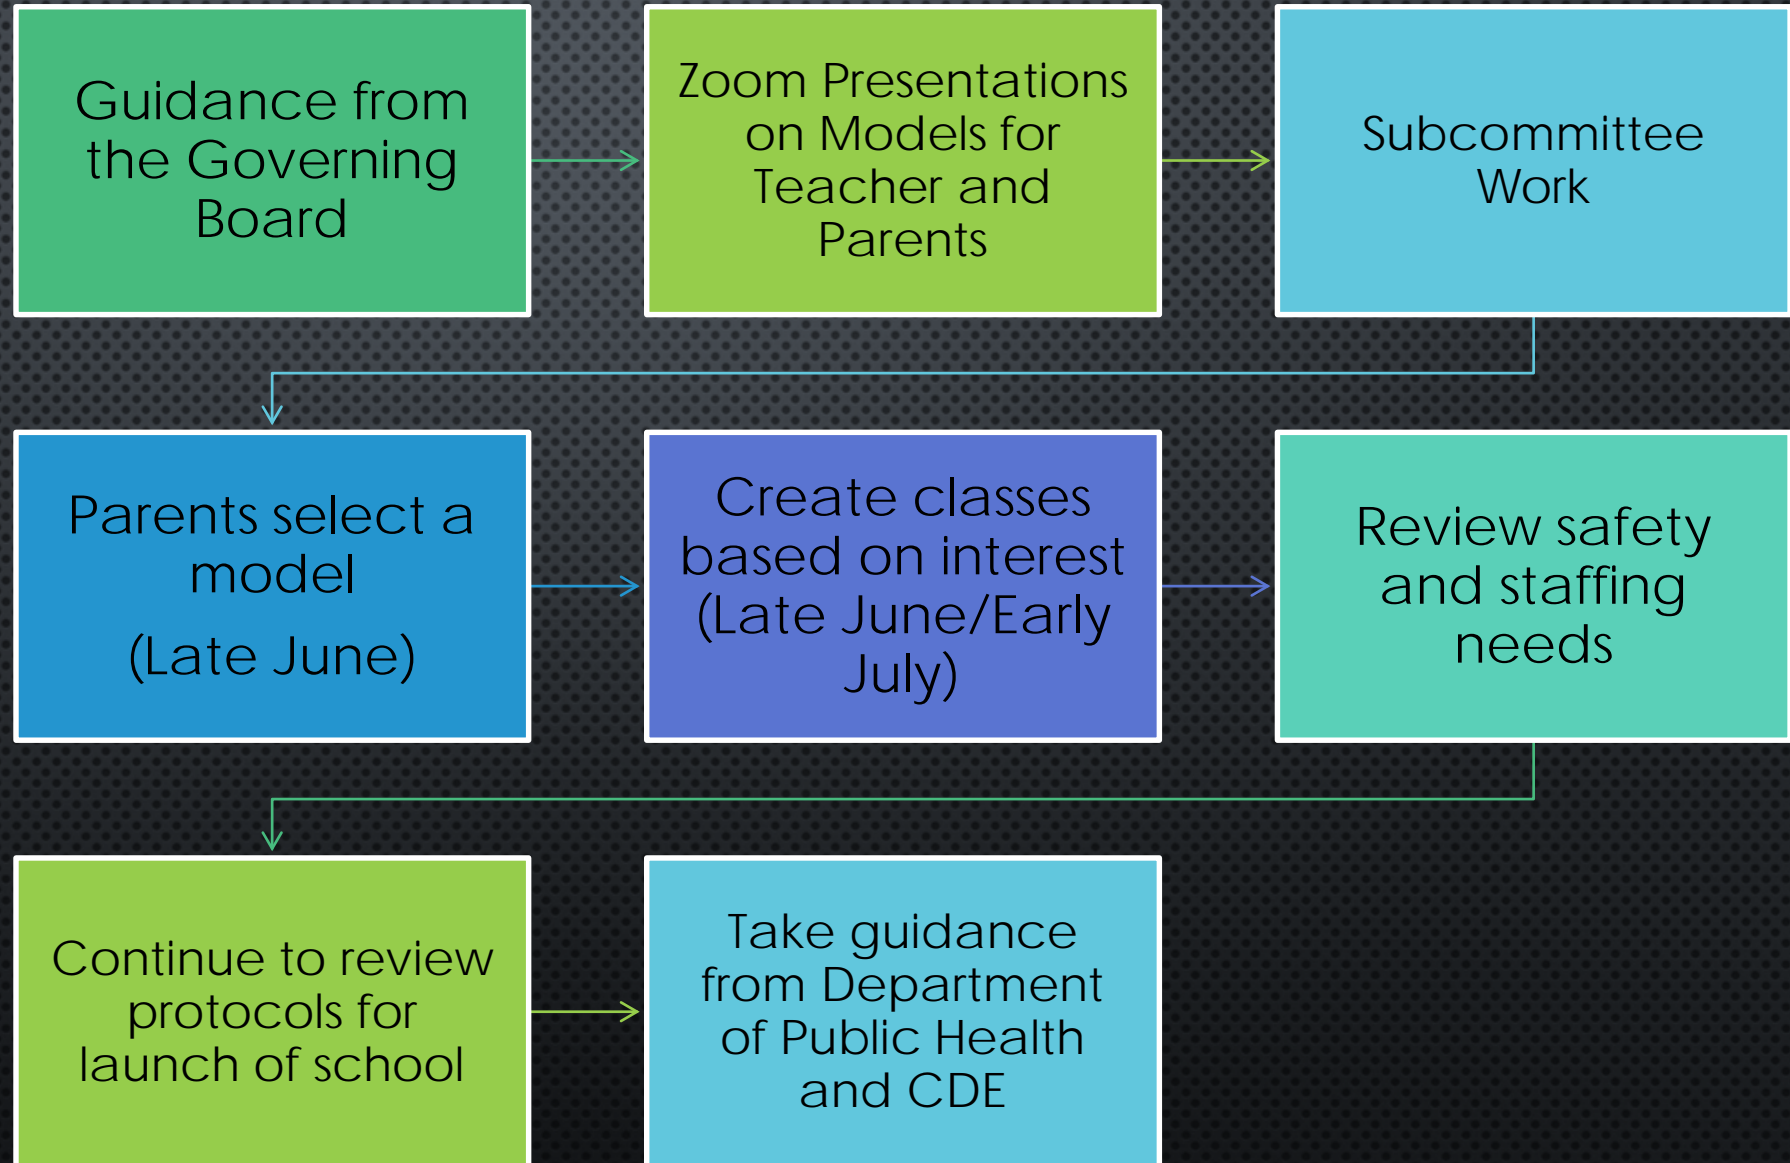 Guidance from
the Governing
Board
Zoom Presentations
on Models for
Teacher and
Parents
Subcommittee
Work
Parents select a
model
(Late June)
Create classes
based on interest
(Late June/Early
July)
Review safety
and staffing
needs
Continue to review
protocols for
launch of school
Take guidance
from Department
of Public Health
and CDE